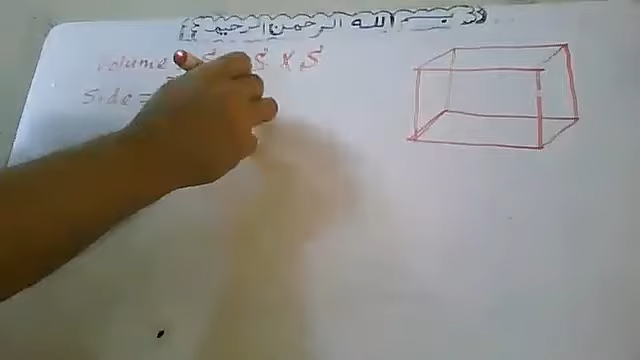 بسم الله الرحمن الرحيم
volume = S x S x S
Side =